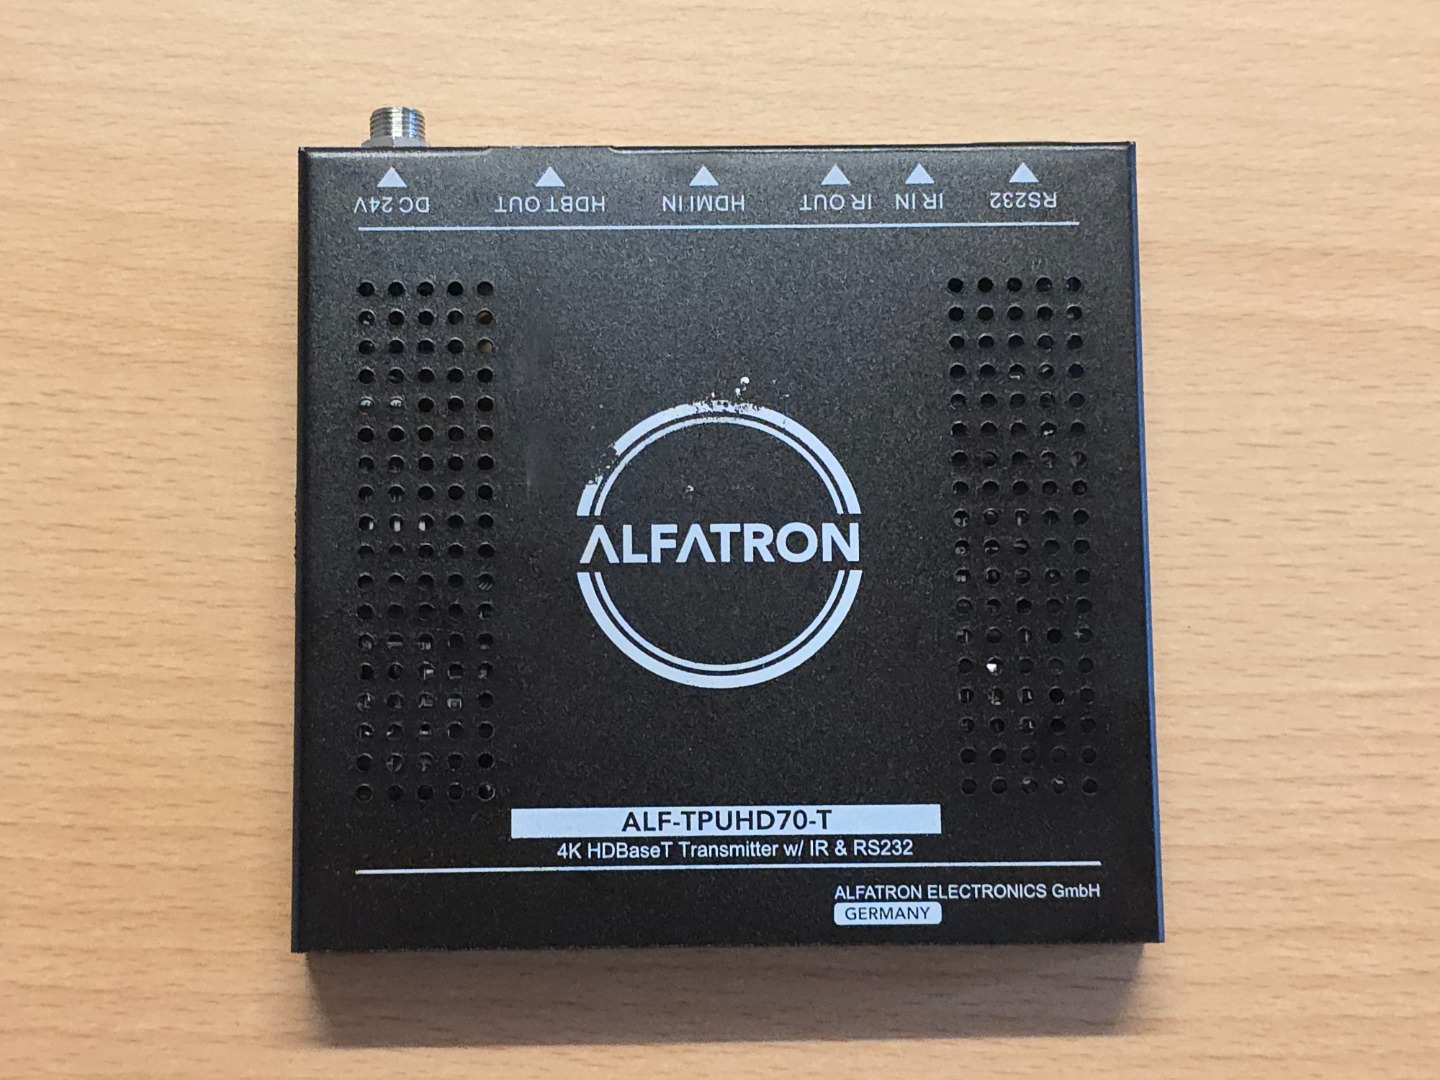 DC 24V HDBT OUT HDMI IN IR OUT IR IN RS232
ALFATRON
ALF-TPUHD70-T
4K HDBaseT Transmitter w/ IR & RS232
ALFATRON ELECTRONICS GmbH
GERMANY